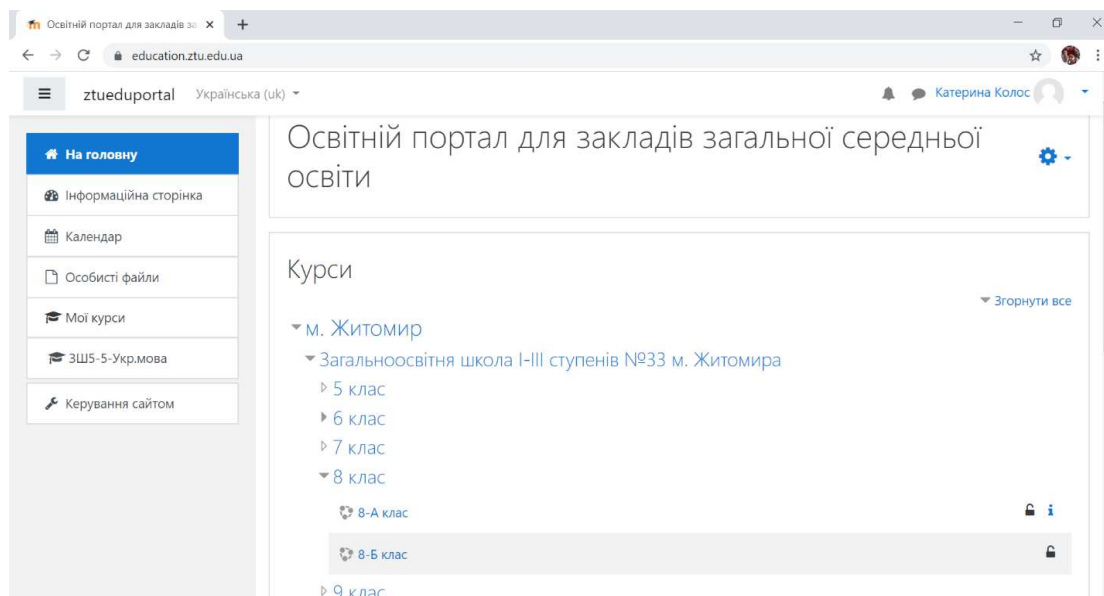 Освітній портал для закладів за
education.ztu.edu.ua
ztueduportal Українська (uk)
Катерина Колос
На головну
Інформаційна сторінка
Календар
Особисті файли
Мої курси
ЗШ5-5-Укр.мова
Керування сайтом
Освітній портал для закладів загальної середньої
освіти
Курси
Згорнути все
м. Житомир
Загальноосвітня школа І-ІІІ ступенів №33 м. Житомира
5 клас
6 клас
7 клас
8 клас
8-А клас
8-Б клас
9 клас